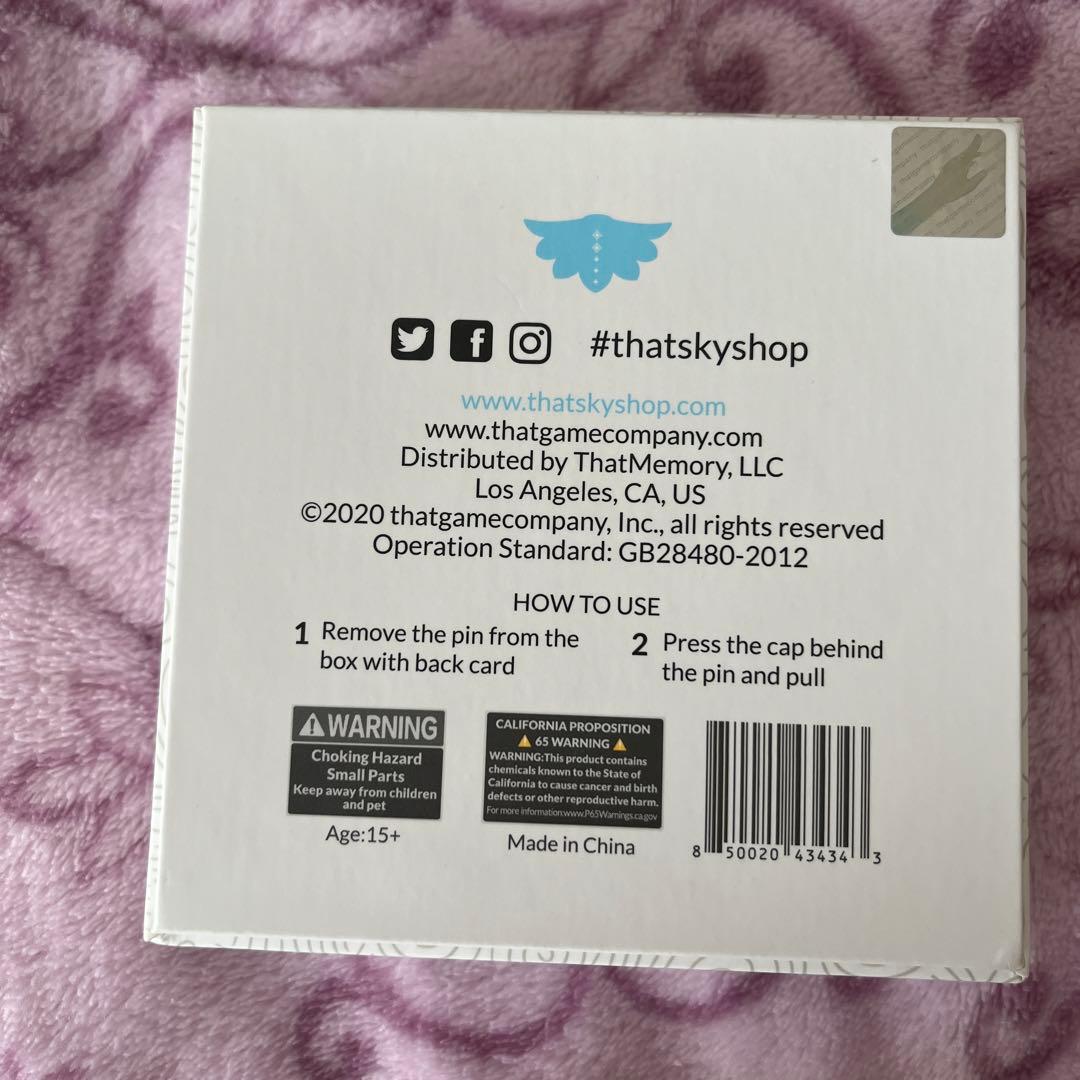 #thatskyshop
www.thatskyshop.com
www.thatgamecompany.com
Distributed by ThatMemory, LLC
Los Angeles, CA, US
©2020 thatgamecompany, Inc., all rights reserved
Operation Standard: GB28480-2012
HOW TO USE
1 Remove the pin from the
box with back card
2 Press the cap behind
the pin and pull
WARNING
Choking Hazard
Small Parts
Keep away from children
and pet
Age:15+
CALIFORNIA PROPOSITION
65 WARNING
WARNING:This product contains
chemicals known to the State of
California to cause cancer and birth
defects or other reproductive harm.
For more information:www.P65Warnings.ca.gov
Made in China
8 50020 43434 3